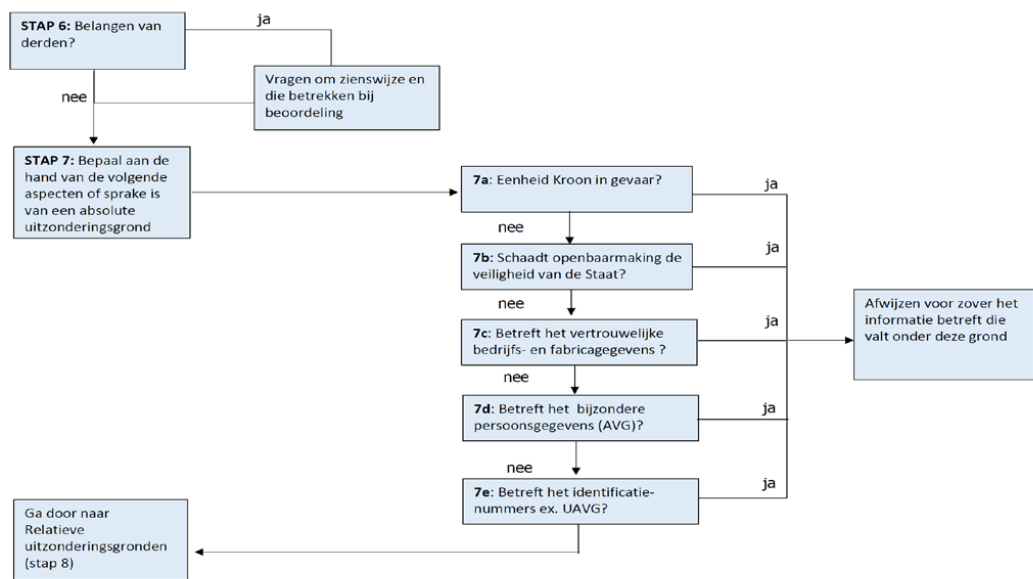 STAP 6: Belangen van
derden?
ja
nee
Vragen om zienswijze en
die betrekken bij
beoordeling
STAP 7: Bepaal aan de
hand van de volgende
aspecten of sprake is
van een absolute
uitzonderingsgrond
7a: Eenheid Kroon in gevaar?
ja
nee
7b: Schaadt openbaarmaking de
veiligheid van de Staat?
ja
nee
7c: Betreft het vertrouwelijke
bedrijfs- en fabricagegevens ?
ja
nee
7d: Betreft het bijzondere
persoonsgegevens (AVG)?
ja
nee
7e: Betreft het identificatie-
nummers ex. UAVG?
ja
Afwijzen voor zover het
informatie betreft die
valt onder deze grond
Ga door naar
Relatieve
uitzonderingsgronden
(stap 8)